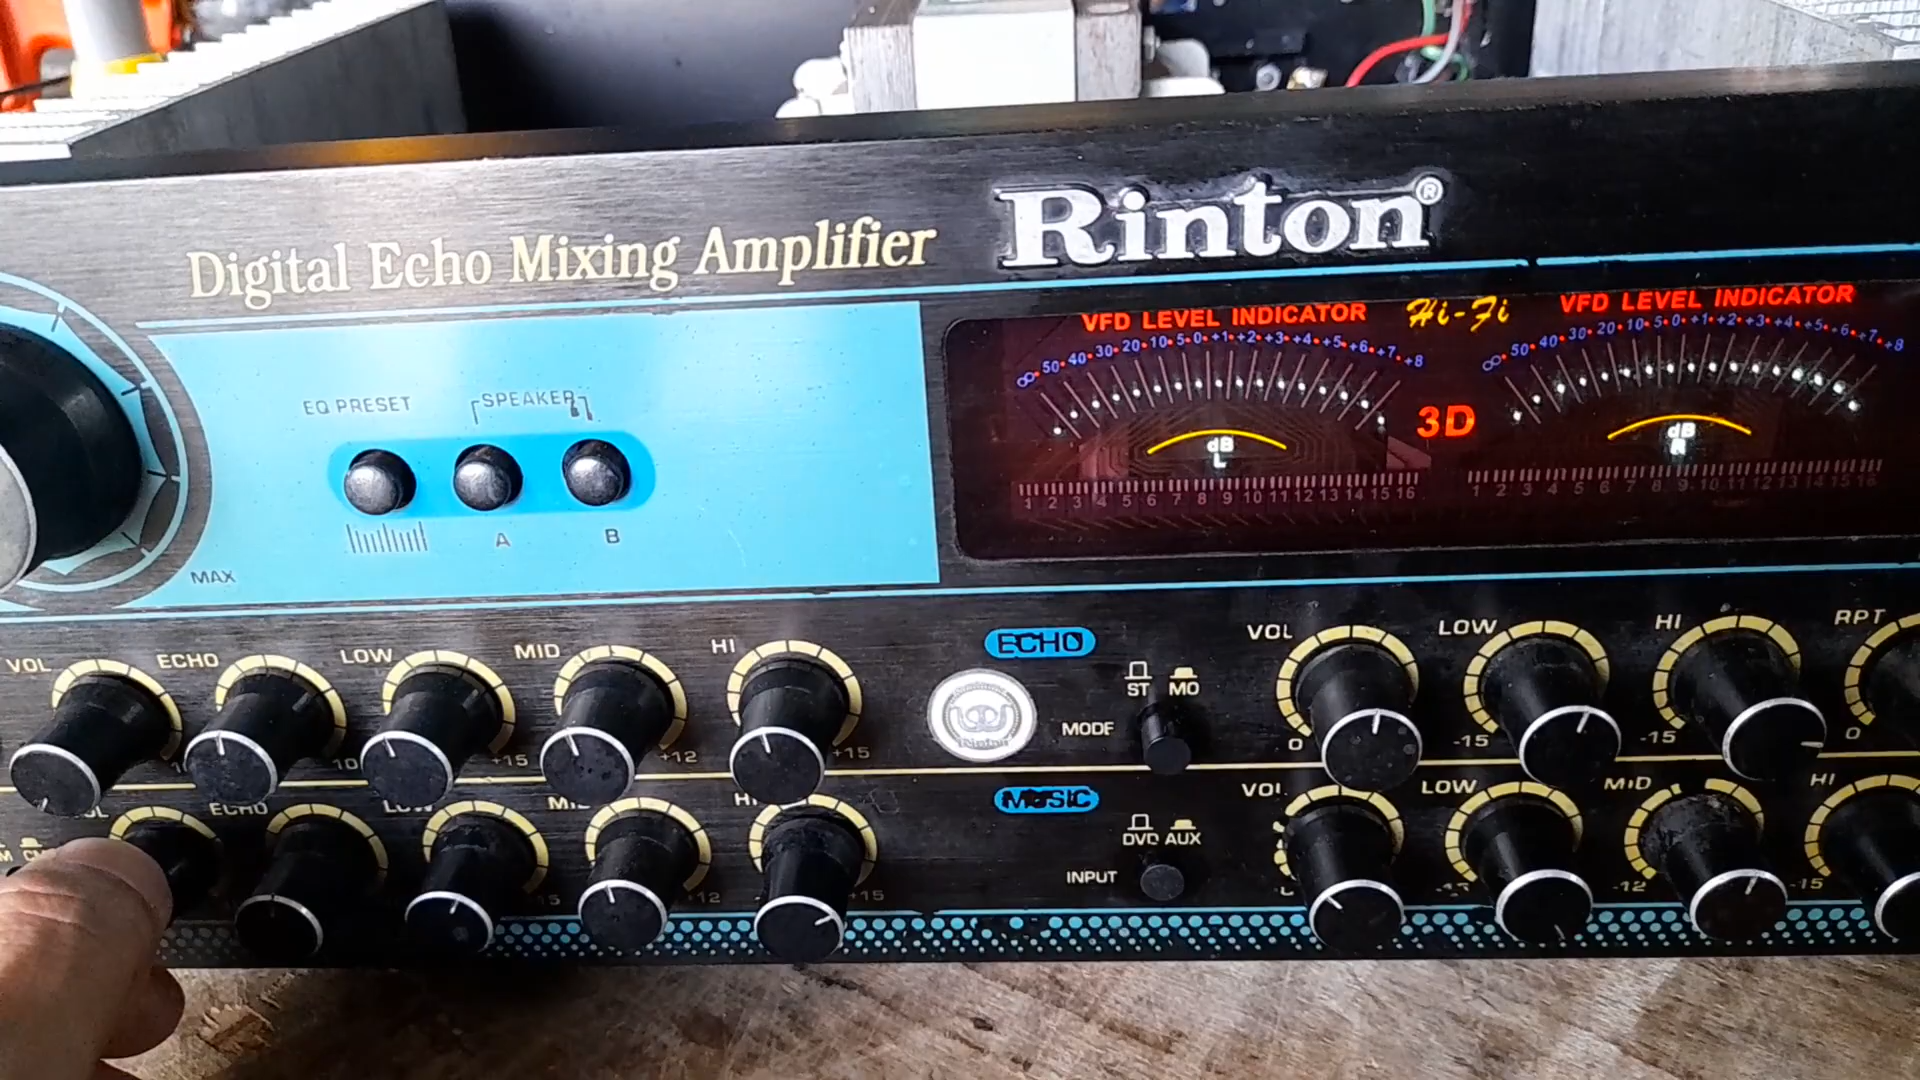 Rinton®
Digital Echo Mixing Amplifier
VFD LEVEL INDICATOR Hi-Fi VFD LEVEL INDICATOR
∞ 50 40 30 20 10 5 0 +1 +2 +3 +4 +5 +6 +7 +8
∞ 50 40 30 20 10 5 0 +1 +2 +3 +4 +5 +6 +7 +8
EQ PRESET SPEAKER
3D
dB
L
dB
R
1 2 3 4 5 6 7 8 9 10 11 12 13 14 15 16
1 2 3 4 5 6 7 8 9 10 11 12 13 14 15 16
A B
MAX
VOL ECHO LOW MID HI ECHO VOL LOW HI RPT
ST MO
MODE
10 +15 +12 +15 0 -15 -15 0
Rinton
ECHO HI MUSIC VOL LOW MID HI
DVD AUX
INPUT
15 12 +15 -12 -15